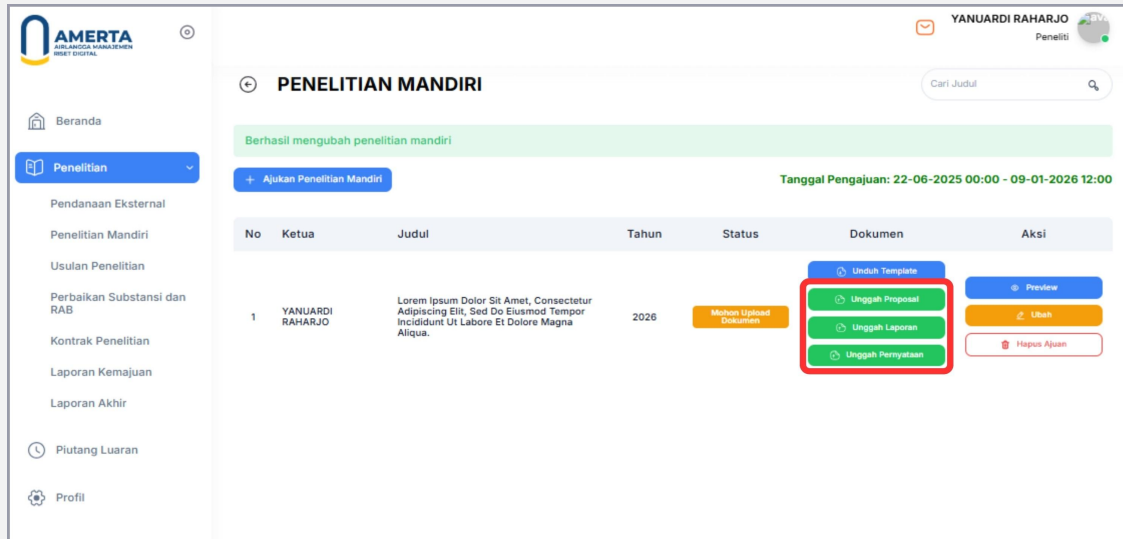 AMERTA
AIRLANGGA MANAJEMEN
RISET DIGITAL
YANUARDI RAHARJO
Peneliti
PENELITIAN MANDIRI
Cari Judul
Beranda
Berhasil mengubah penelitian mandiri
Penelitian
+ Ajukan Penelitian Mandiri
Tanggal Pengajuan: 22-06-2025 00:00 - 09-01-2026 12:00
Pendanaan Eksternal
Penelitian Mandiri
Usulan Penelitian
Perbaikan Substansi dan
RAB
Kontrak Penelitian
Laporan Kemajuan
Laporan Akhir
Piutang Luaran
Profil
No Ketua Judul Tahun Status Dokumen Aksi
1
YANUARDI
RAHARJO
Lorem Ipsum Dolor Sit Amet, Consectetur
Adipiscing Elit, Sed Do Eiusmod Tempor
Incididunt Ut Labore Et Dolore Magna
Aliqua.
2026
Mohon Upload
Dokumen
Unduh Template
Unggah Proposal
Unggah Laporan
Unggah Pernyataan
Preview
Ubah
Hapus Ajuan